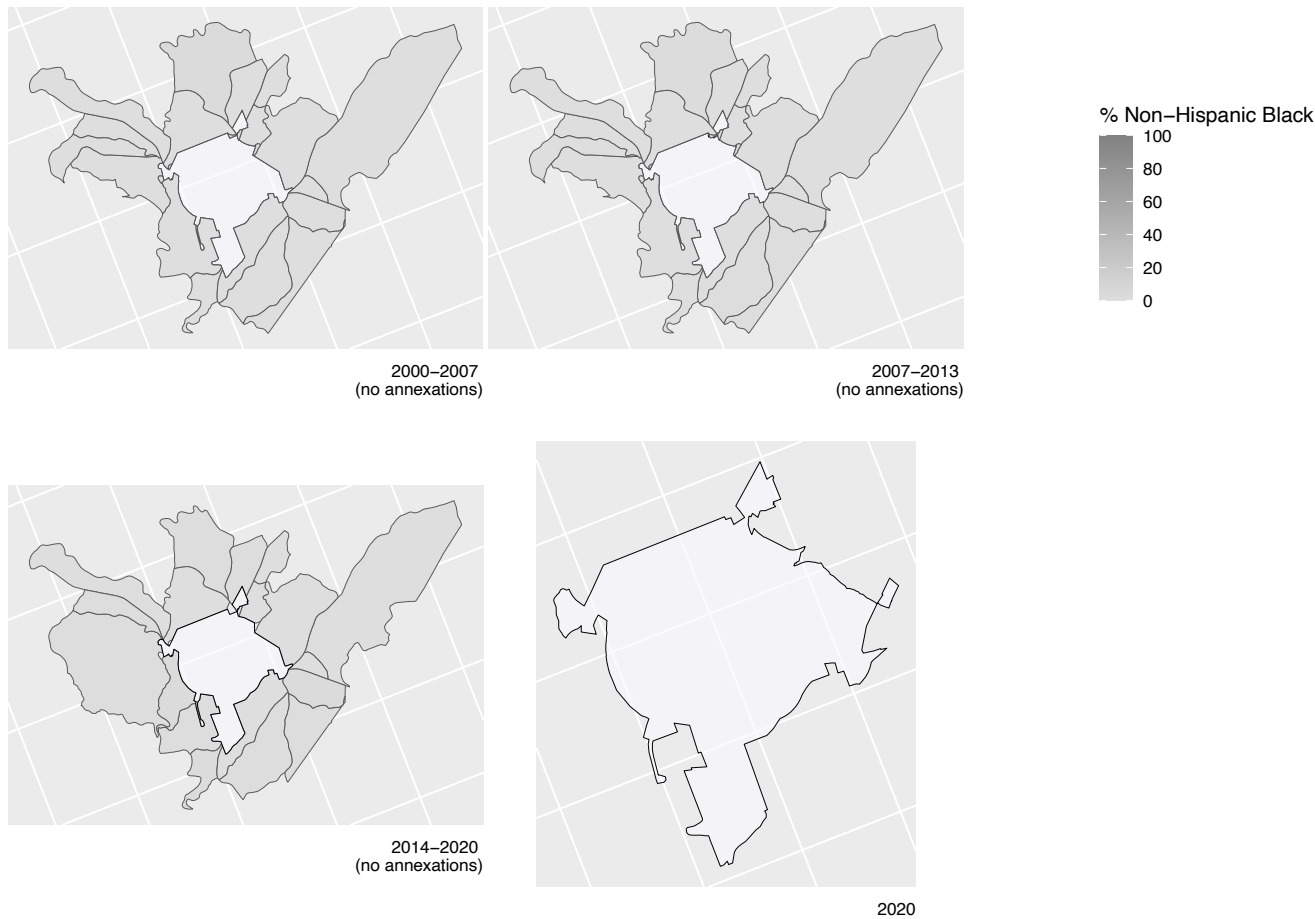 % Non−Hispanic Black
100
80
60
40
20
0
2000−2007
(no annexations)
2007−2013
(no annexations)
2014−2020
(no annexations)
2020